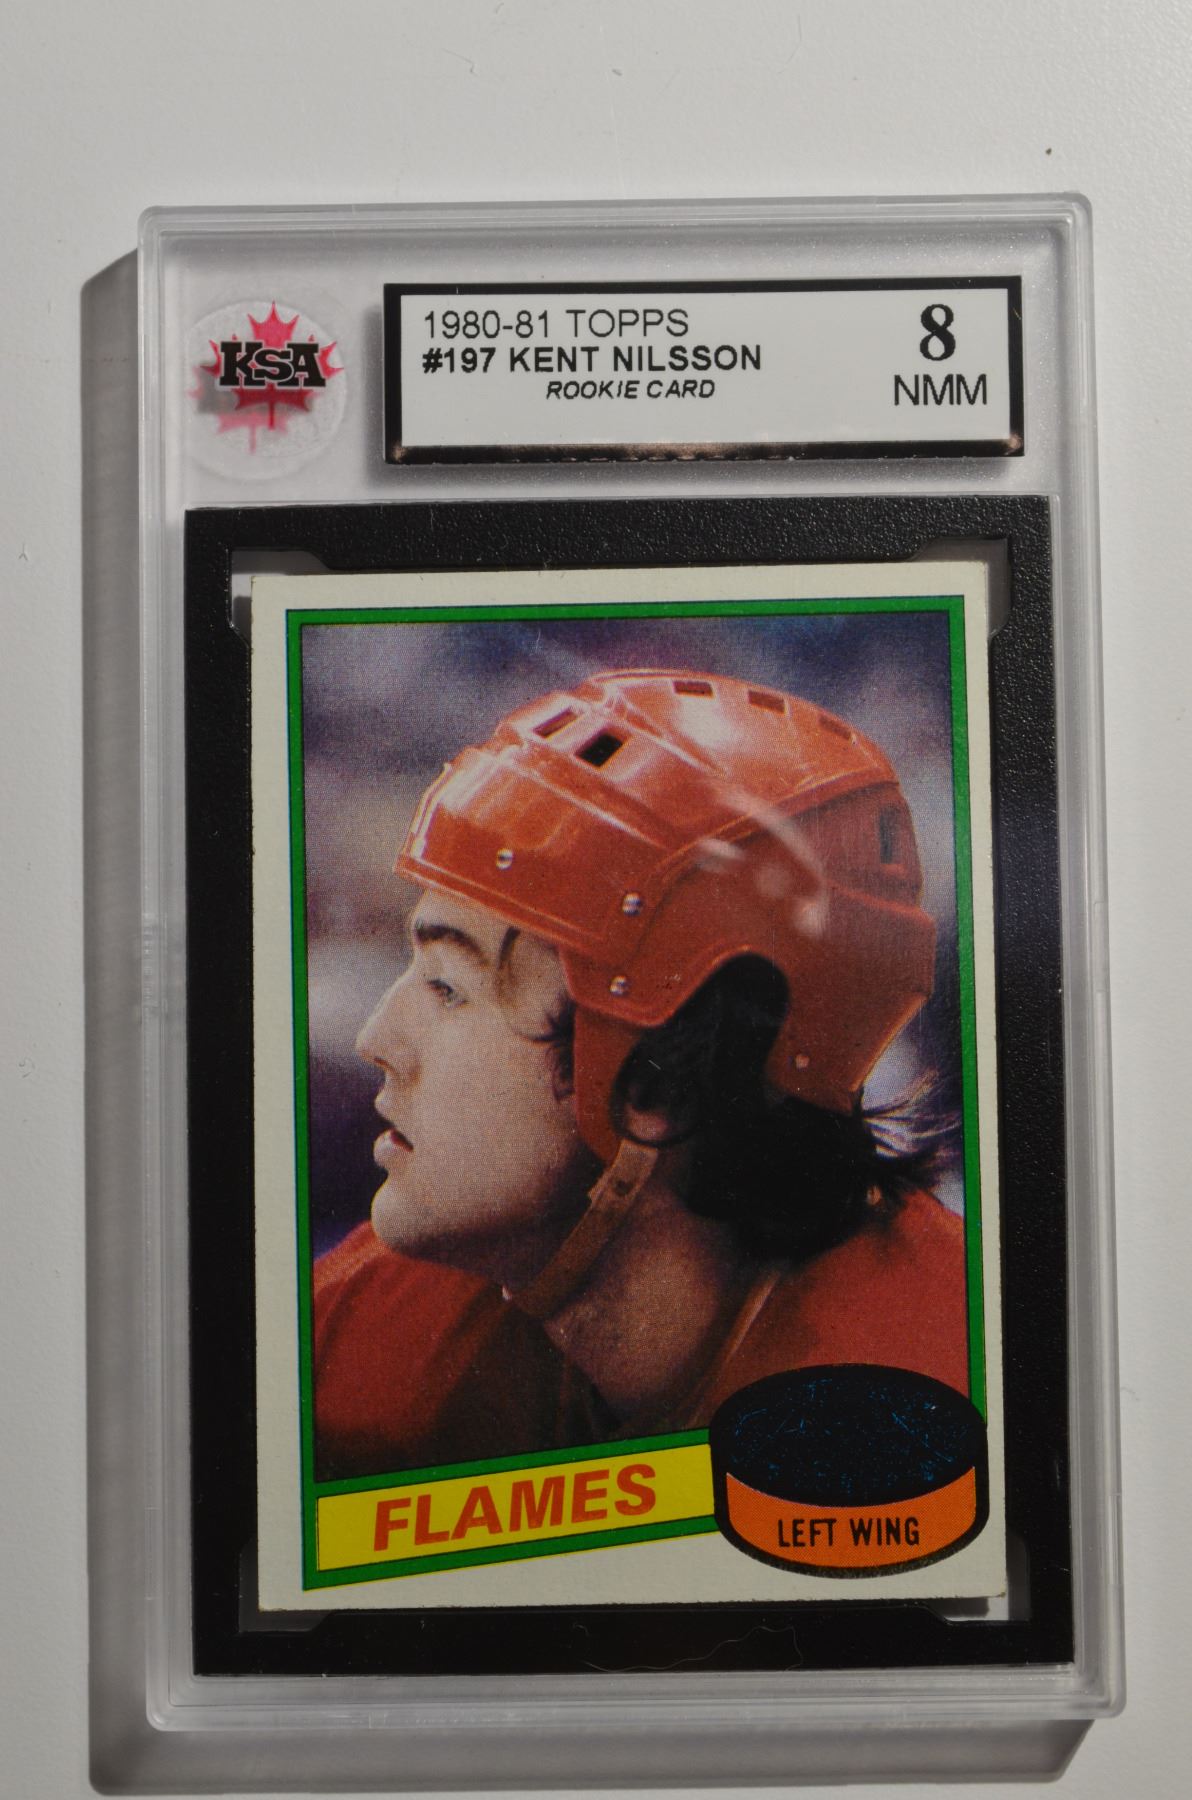 KSA
1980-81 TOPPS
#197 KENT NILSSON
ROOKIE CARD
8
NMM
FLAMES
LEFT WING